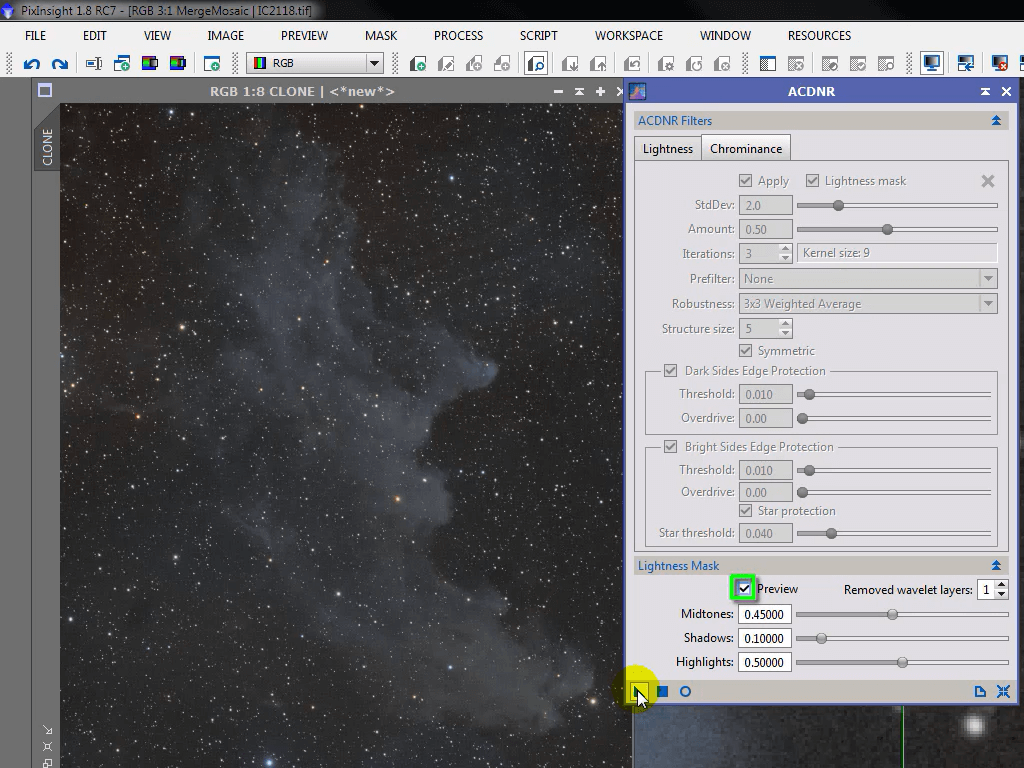 PixInsight 1.8 RC7 - [RGB 3:1 MergeMosaic | IC2118.tif]
FILE EDIT VIEW IMAGE PREVIEW MASK PROCESS SCRIPT WORKSPACE WINDOW RESOURCES
RGB
RGB 1:8 CLONE | <*new*>
CLONE
ACDNR
ACDNR Filters
Lightness Chrominance
Apply Lightness mask
StdDev: 2.0
Amount: 0.50
Iterations: 3 Kernel size: 9
Prefilter: None
Robustness: 3x3 Weighted Average
Structure size: 5
Symmetric
Dark Sides Edge Protection
Threshold: 0.010
Overdrive: 0.00
Bright Sides Edge Protection
Threshold: 0.010
Overdrive: 0.00
Star protection
Star threshold: 0.040
Lightness Mask
Preview Removed wavelet layers: 1
Midtones: 0.45000
Shadows: 0.10000
Highlights: 0.50000